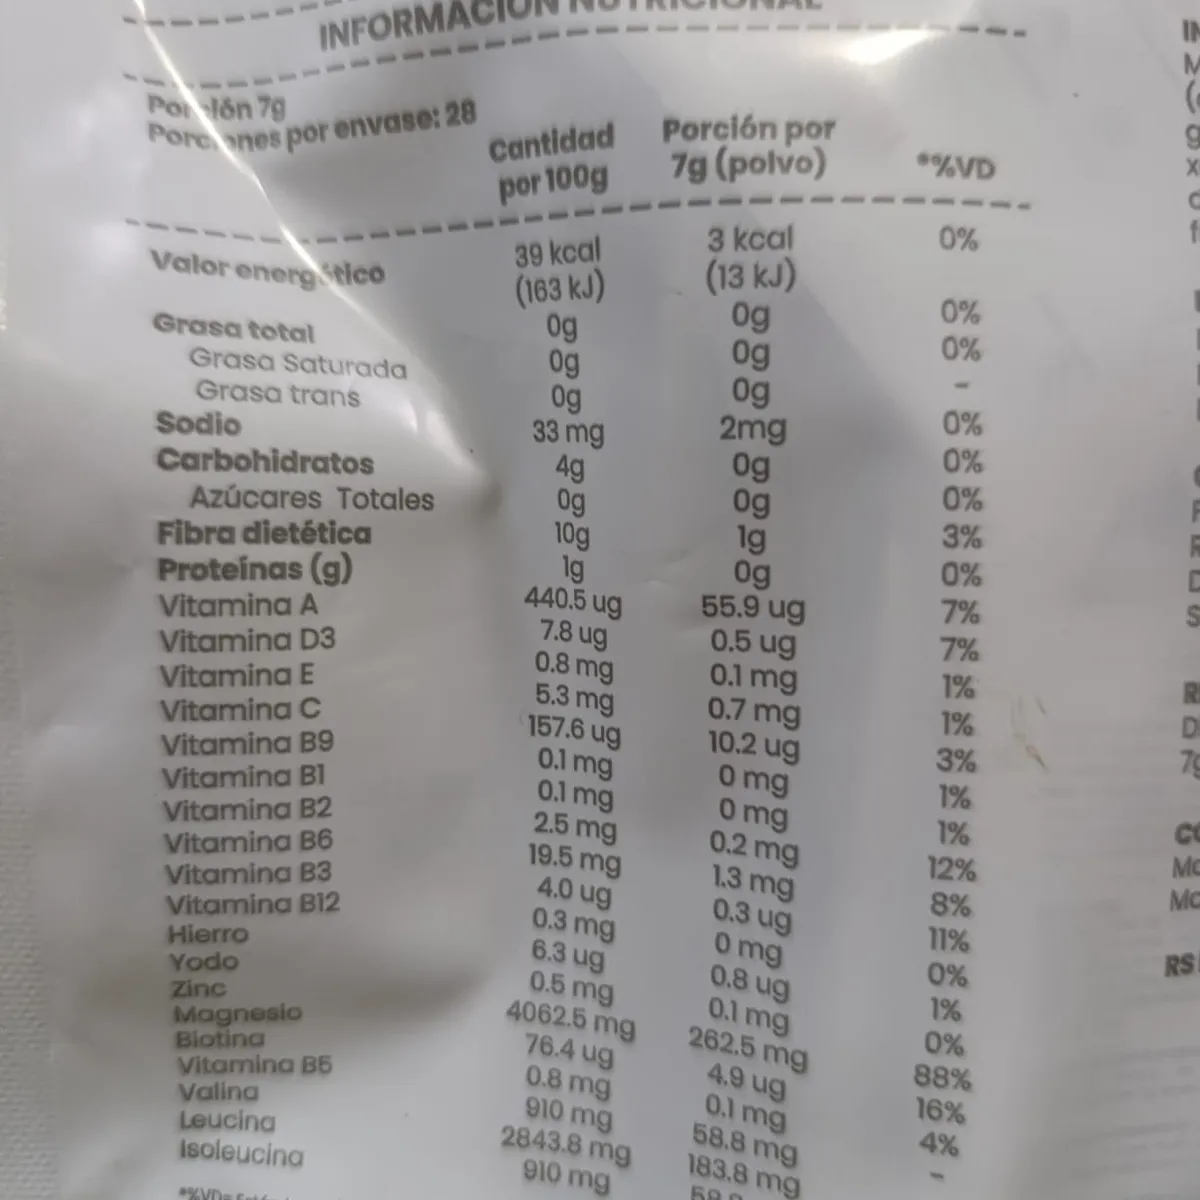 INFORMACIÓN NUTRICIONAL
Porción 7g
Porciones por envase: 28
Cantidad por 100g Porción por 7g (polvo) *%VD
Valor energético 39 kcal (163 kJ) 3 kcal (13 kJ) 0%
Grasa total 0g 0g 0%
Grasa Saturada 0g 0g 0%
Grasa trans 0g 0g -
Sodio 33 mg 2mg 0%
Carbohidratos 4g 0g 0%
Azúcares Totales 0g 0g 0%
Fibra dietética 10g 1g 3%
Proteínas (g) 1g 0g 0%
Vitamina A 440.5 ug 55.9 ug 7%
Vitamina D3 7.8 ug 0.5 ug 7%
Vitamina E 0.8 mg 0.1 mg 1%
Vitamina C 5.3 mg 0.7 mg 1%
Vitamina B9 157.6 ug 10.2 ug 3%
Vitamina B1 0.1 mg 0 mg 1%
Vitamina B2 0.1 mg 0 mg 1%
Vitamina B6 2.5 mg 0.2 mg 12%
Vitamina B3 19.5 mg 1.3 mg 8%
Vitamina B12 4.0 ug 0.3 ug 11%
Hierro 0.3 mg 0 mg 0%
Yodo 6.3 ug 0.8 ug 1%
Zinc 0.5 mg 0.1 mg 0%
Magnesio 4062.5 mg 262.5 mg 88%
Biotina 76.4 ug 4.9 ug 16%
Vitamina B5 0.8 mg 0.1 mg 4%
Valina 910 mg 58.8 mg -
Leucina 2843.8 mg 183.8 mg
Isoleucina 910 mg